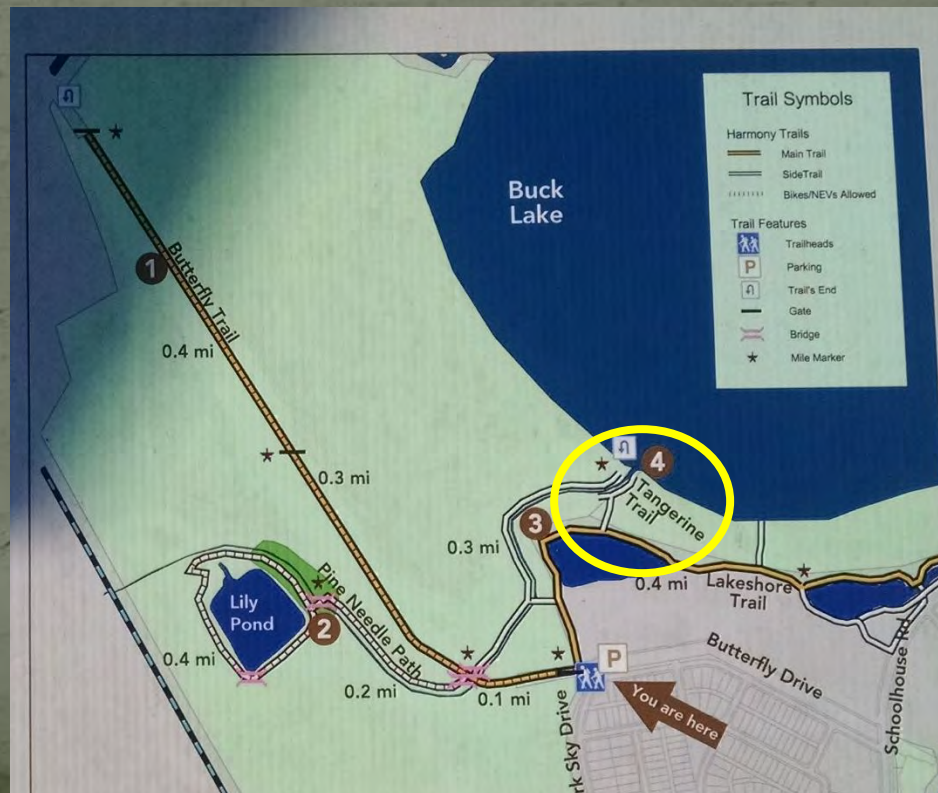 Trail Symbols
Harmony Trails
Main Trail
SideTrail
Bikes/NEVs Allowed
Trail Features
Trailheads
P
Parking
Trail's End
Gate
Bridge
Mile Marker
Buck
Lake
1
Butterfly Trail
0.4 mi
0.3 mi
4
Tangerine
Trail
3
0.3 mi
0.4 mi
Lakeshore
Trail
Pine Needle Path
Lily
Pond
2
0.4 mi
0.2 mi
0.1 mi
P
You are here
Butterfly Drive
Schoolhouse Rd
Sky Drive